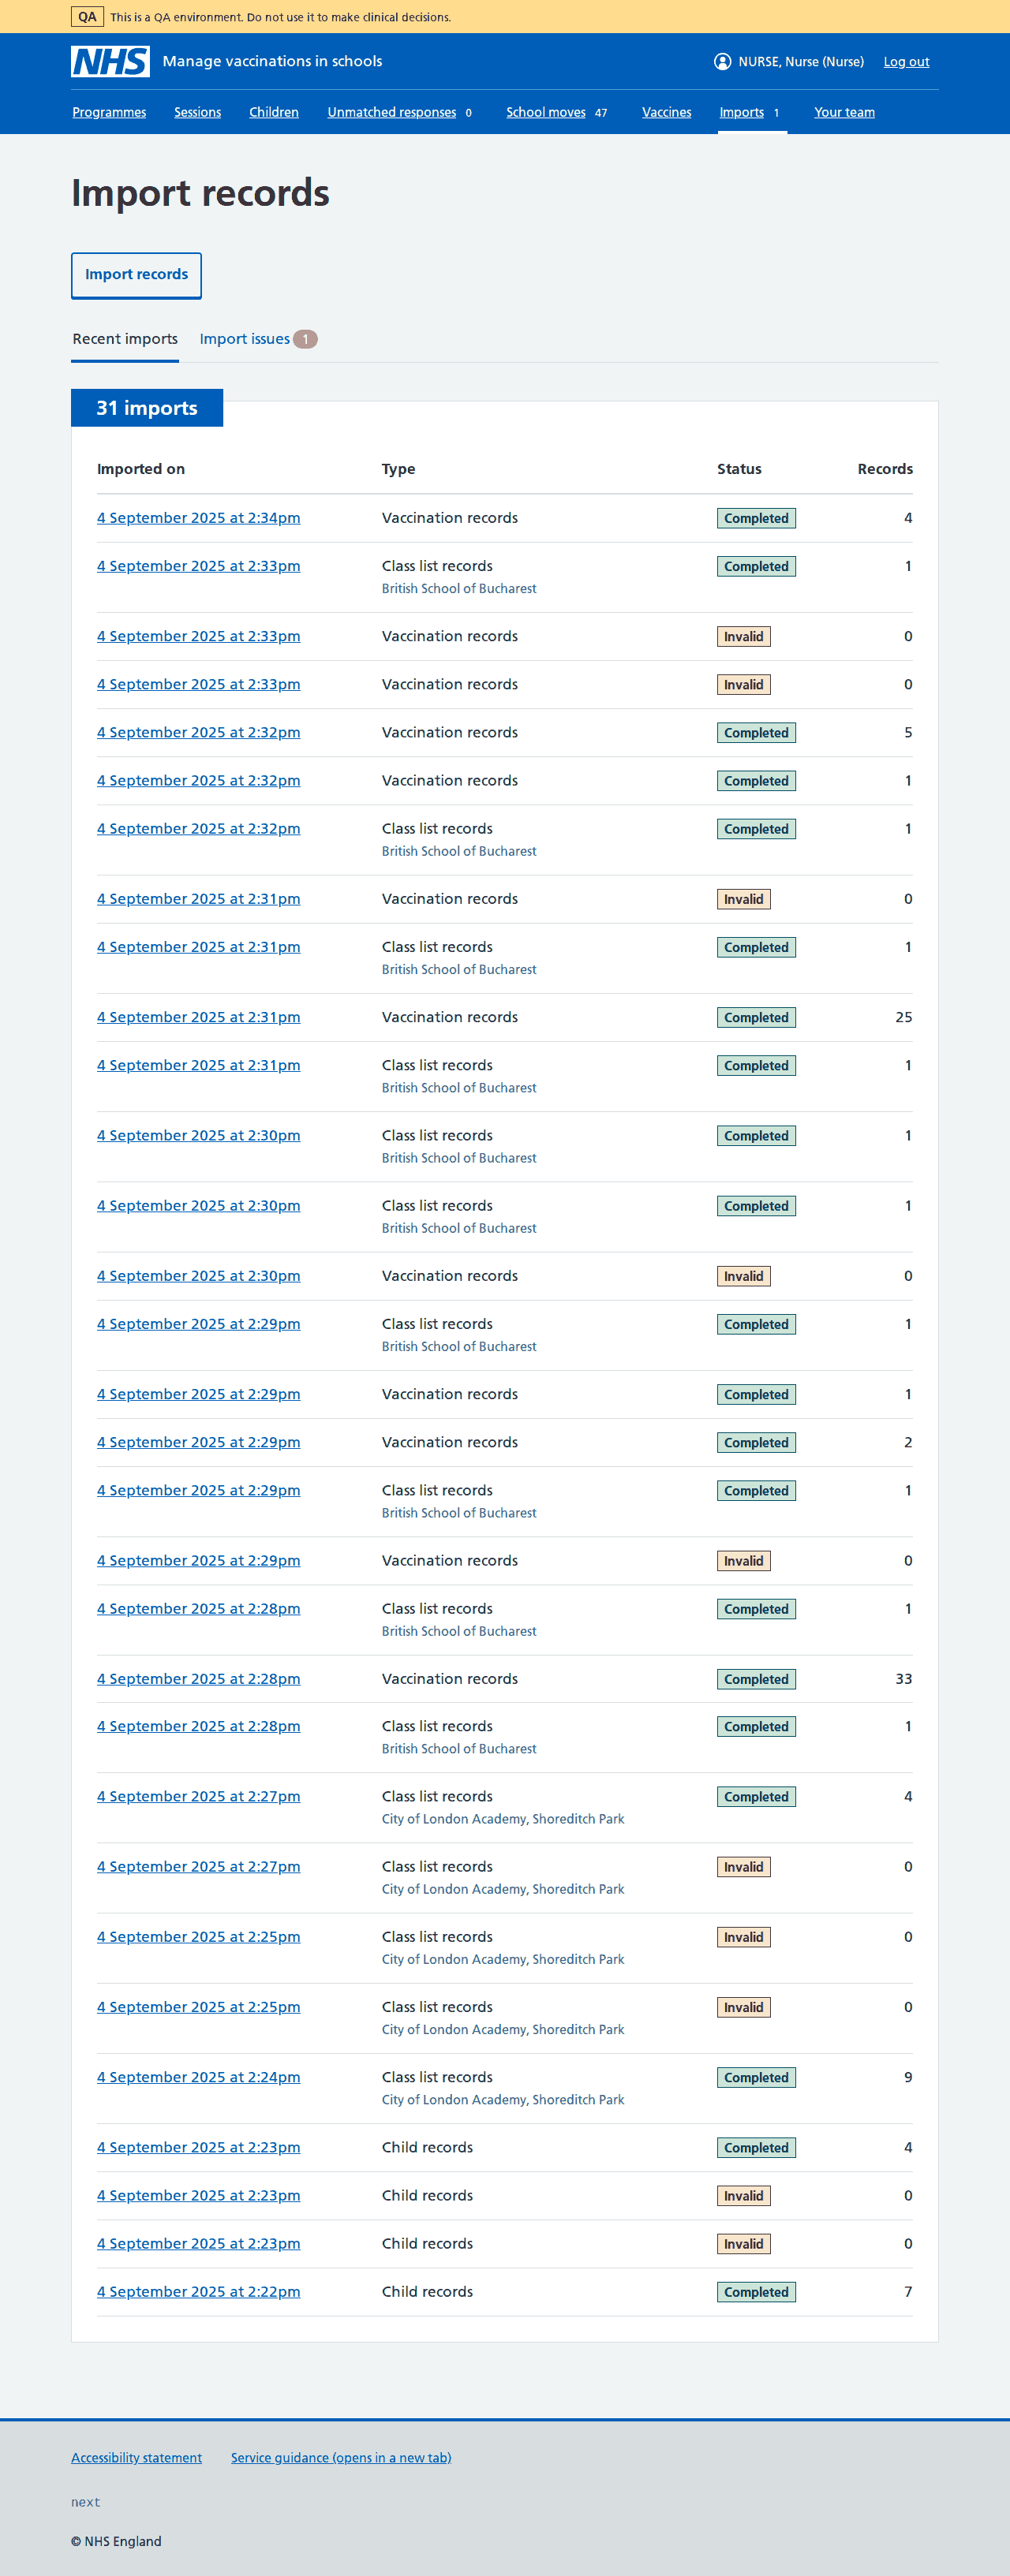 QA This is a QA environment. Do not use it to make clinical decisions.
NHS Manage vaccinations in schools NURSE, Nurse (Nurse) Log out
Programmes Sessions Children Unmatched responses 0 School moves 47 Vaccines Imports 1 Your team
Import records
Import records
Recent imports Import issues 1
31 imports
Imported on Type Status Records
4 September 2025 at 2:34pm Vaccination records Completed 4
4 September 2025 at 2:33pm Class list records Completed 1
British School of Bucharest
4 September 2025 at 2:33pm Vaccination records Invalid 0
4 September 2025 at 2:33pm Vaccination records Invalid 0
4 September 2025 at 2:32pm Vaccination records Completed 5
4 September 2025 at 2:32pm Vaccination records Completed 1
4 September 2025 at 2:32pm Class list records Completed 1
British School of Bucharest
4 September 2025 at 2:31pm Vaccination records Invalid 0
4 September 2025 at 2:31pm Class list records Completed 1
British School of Bucharest
4 September 2025 at 2:31pm Vaccination records Completed 25
4 September 2025 at 2:31pm Class list records Completed 1
British School of Bucharest
4 September 2025 at 2:30pm Class list records Completed 1
British School of Bucharest
4 September 2025 at 2:30pm Class list records Completed 1
British School of Bucharest
4 September 2025 at 2:30pm Vaccination records Invalid 0
4 September 2025 at 2:29pm Class list records Completed 1
British School of Bucharest
4 September 2025 at 2:29pm Vaccination records Completed 1
4 September 2025 at 2:29pm Vaccination records Completed 2
4 September 2025 at 2:29pm Class list records Completed 1
British School of Bucharest
4 September 2025 at 2:29pm Vaccination records Invalid 0
4 September 2025 at 2:28pm Class list records Completed 1
British School of Bucharest
4 September 2025 at 2:28pm Vaccination records Completed 33
4 September 2025 at 2:28pm Class list records Completed 1
British School of Bucharest
4 September 2025 at 2:27pm Class list records Completed 4
City of London Academy, Shoreditch Park
4 September 2025 at 2:27pm Class list records Invalid 0
City of London Academy, Shoreditch Park
4 September 2025 at 2:25pm Class list records Invalid 0
City of London Academy, Shoreditch Park
4 September 2025 at 2:25pm Class list records Invalid 0
City of London Academy, Shoreditch Park
4 September 2025 at 2:24pm Class list records Completed 9
City of London Academy, Shoreditch Park
4 September 2025 at 2:23pm Child records Completed 4
4 September 2025 at 2:23pm Child records Invalid 0
4 September 2025 at 2:23pm Child records Invalid 0
4 September 2025 at 2:22pm Child records Completed 7
Accessibility statement Service guidance (opens in a new tab)
next
© NHS England